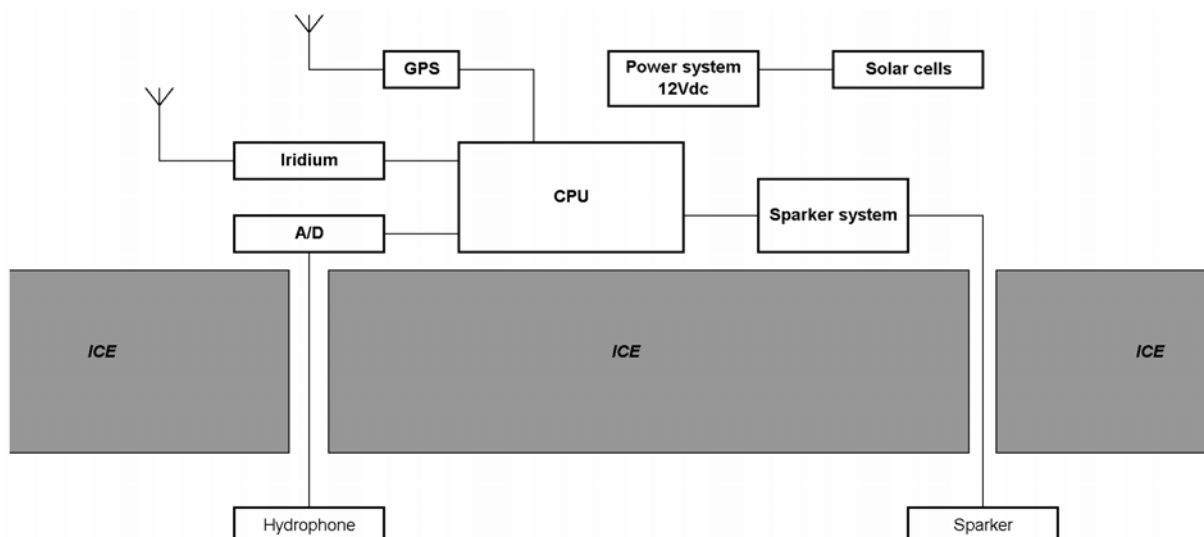 GPS
Power system
12Vdc
Solar cells
Iridium
CPU
Sparker system
A/D
ICE
ICE
ICE
Hydrophone
Sparker